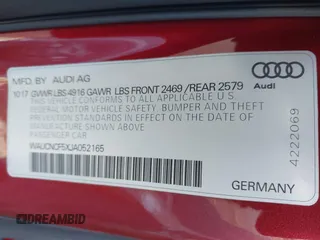 MFD. BY AUDI AG
10 17 GVWR LBS 4916 GAWR LBS FRONT 2469 / REAR 2579
THIS VEHICLE CONFORMS TO ALL APPLICABLE FEDERAL
MOTOR VEHICLE SAFETY, BUMPER, AND THEFT
PREVENTION STANDARDS IN EFFECT ON THE DATE OF
MANUFACTURE SHOWN ABOVE
PASSENGER CAR
Audi
4222069
DREAMBID